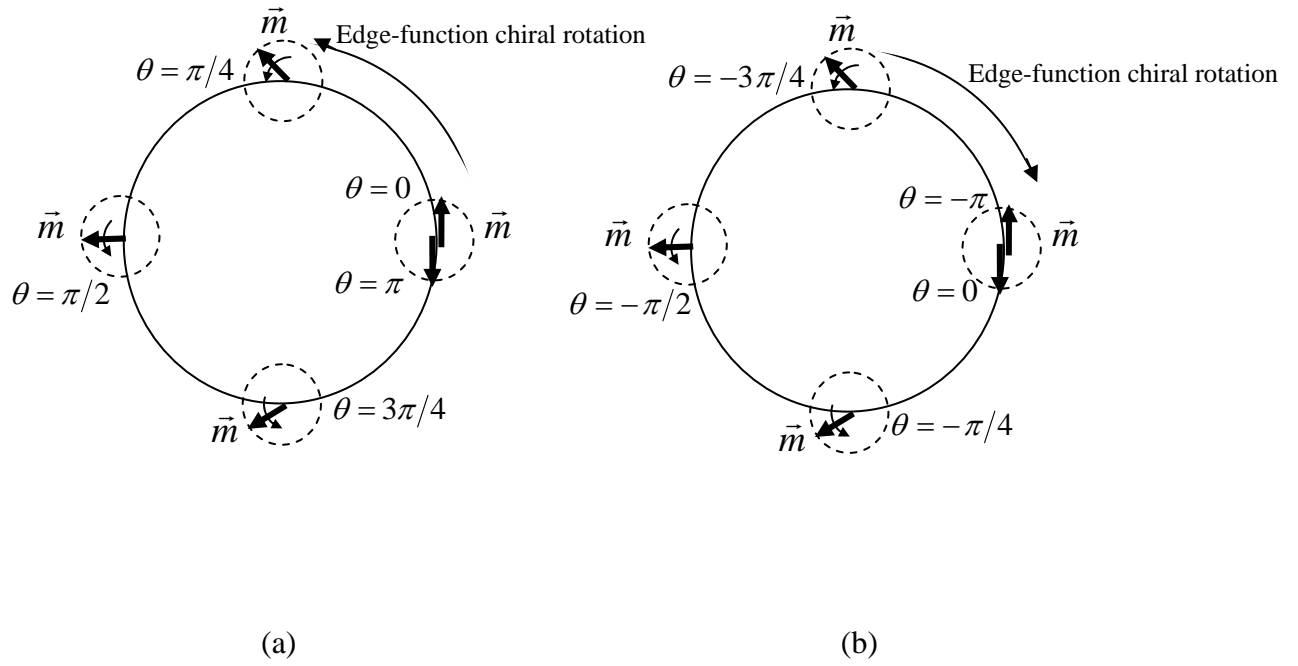 m⃗
Edge-function chiral rotation
θ = π/4
θ = 0
m⃗
m⃗
θ = π
θ = π/2
θ = 3π/4
m⃗
(a)
m⃗
Edge-function chiral rotation
θ = −3π/4
θ = −π
m⃗
m⃗
θ = 0
θ = −π/2
θ = −π/4
m⃗
(b)